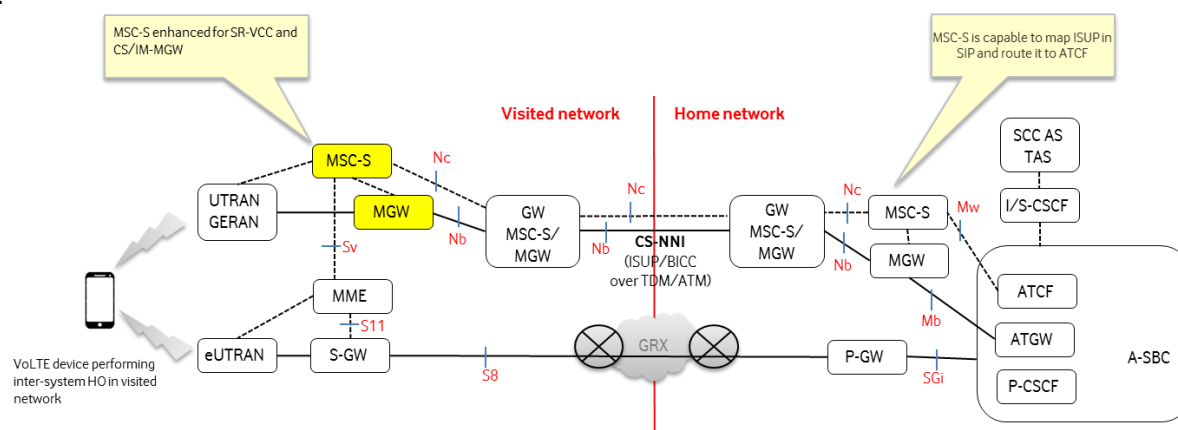 MSC-S enhanced for SR-VCC and
CS/IM-MGW
MSC-S is capable to map ISUP in
SIP and route it to ATCF
Visited network
Home network
SCC AS
TAS
MSC-S
Nc
UTRAN
GERAN
MGW
Nb
GW
MSC-S/
MGW
Nc
Nb
CS-NNI
(ISUP/BICC
over TDM/ATM)
GW
MSC-S/
MGW
Nc
Nb
MSC-S
Mw
MGW
I/S-CSCF
Sv
MME
S11
Mb
ATCF
eUTRAN
S-GW
S8
GRX
P-GW
SGi
ATGW
A-SBC
P-CSCF
VoLTE device performing
inter-system HO in visited
network